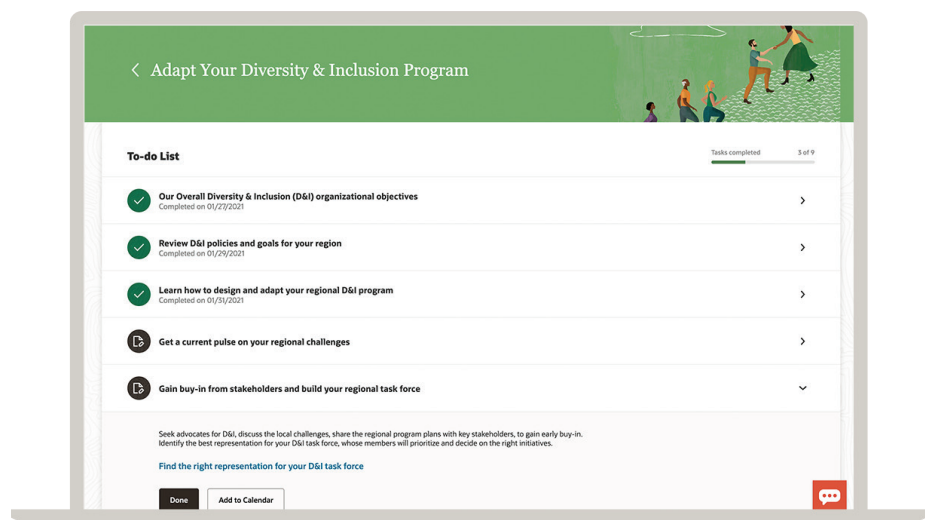 Adapt Your Diversity & Inclusion Program
To-do List
Tasks completed 3 of 9
Our Overall Diversity & Inclusion (D&I) organizational objectives
Completed on 01/27/2021
Review D&I policies and goals for your region
Completed on 01/29/2021
Learn how to design and adapt your regional D&I program
Completed on 01/31/2021
Get a current pulse on your regional challenges
Gain buy-in from stakeholders and build your regional task force
Seek advocates for D&I, discuss the local challenges, share the regional program plans with key stakeholders, to gain early buy-in.
Identify the best representation for your D&I task force, whose members will prioritize and decide on the right initiatives.
Find the right representation for your D&I task force
Done Add to Calendar